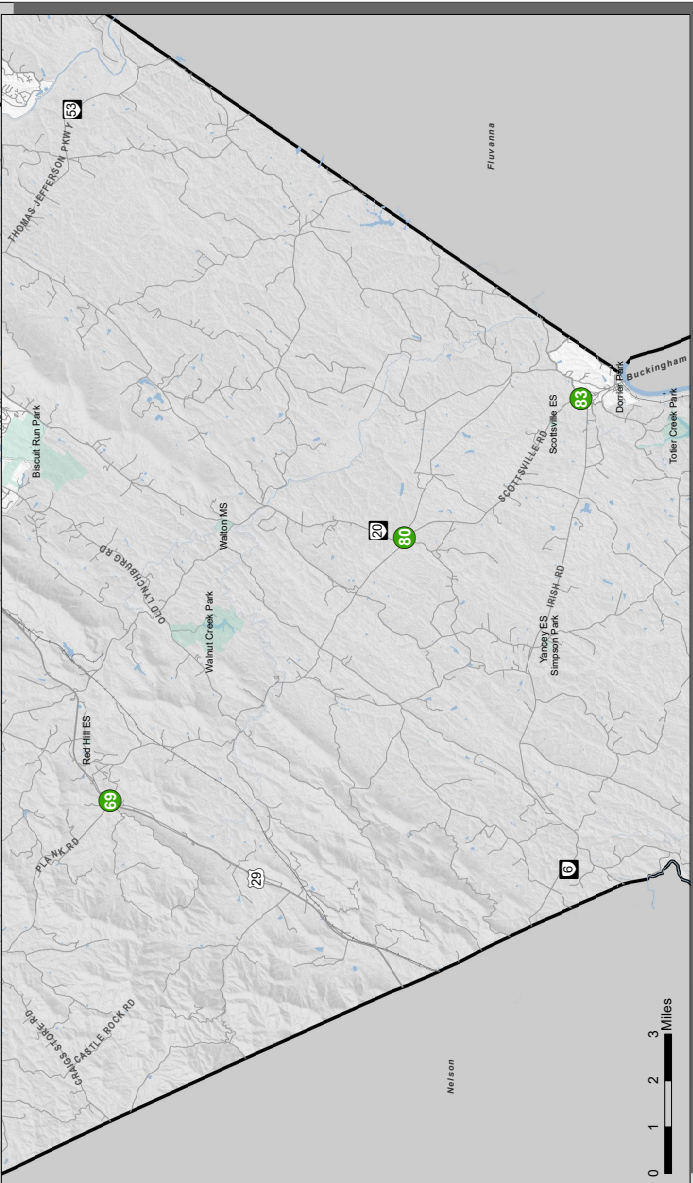 CRAIGS STORE RD
THOMAS JEFFERSON PKWY
53
Biscuit Run Park
PLANK RD
Red Hill ES
69
CASTLE ROCK RD
OLD LYNCHBURG RD
Walnut Creek Park
Walton MS
29
20
80
Nelson
Fluvanna
SCOTTSVILLE RD
Yancey ES
Simpson Park
IRISH RD
Scottsville ES
6
83
Dorrier Park
Buckingham
Totier Creek Park
0 1 2 3
Miles